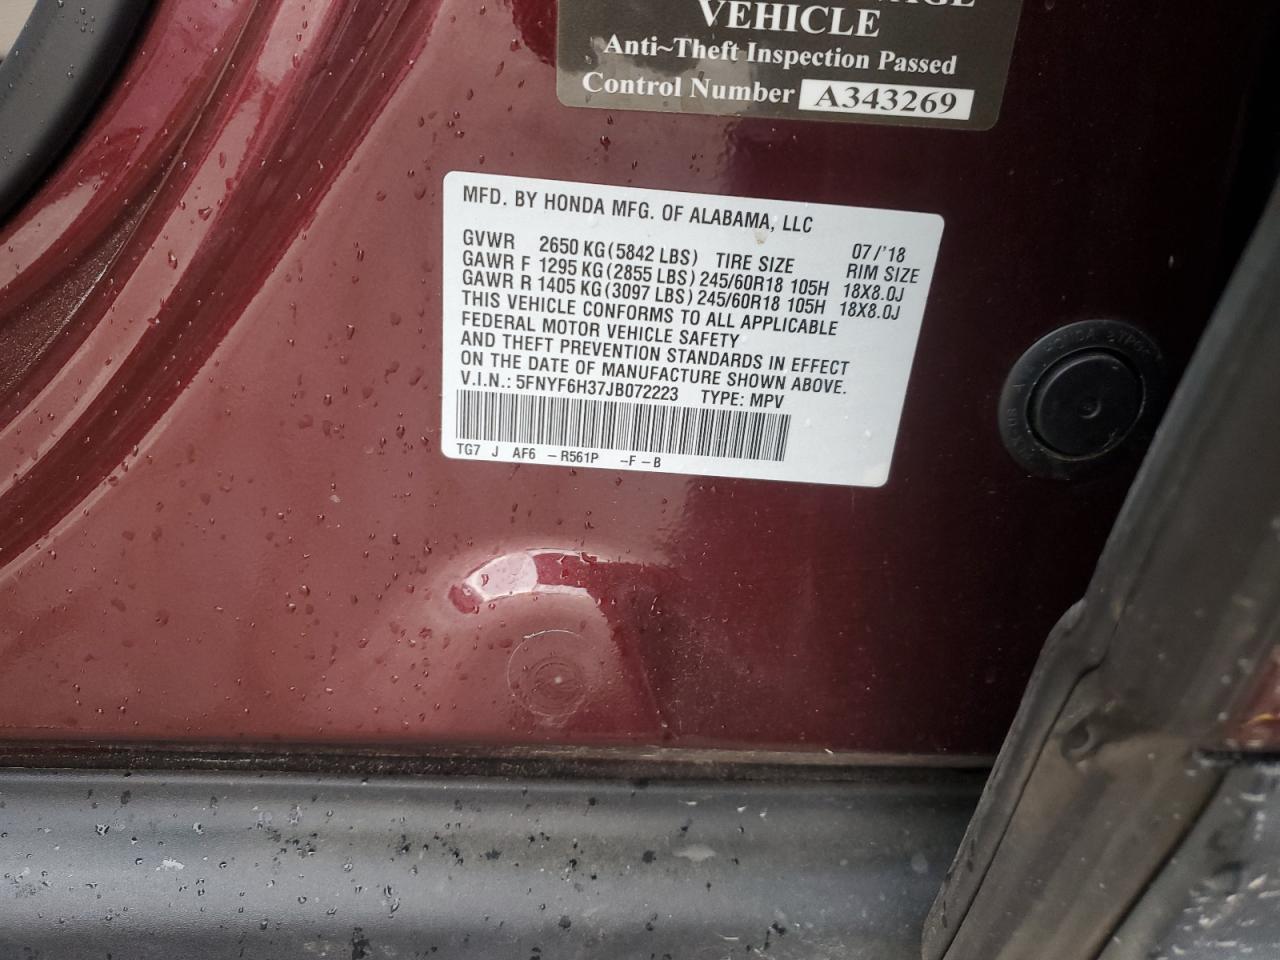 VEHICLE
Anti~Theft Inspection Passed
Control Number A343269
MFD. BY HONDA MFG. OF ALABAMA, LLC
07/'18
GVWR 2650 KG(5842 LBS) TIRE SIZE RIM SIZE
GAWR F 1295 KG(2855 LBS) 245/60R18 105H 18X8.0J
GAWR R 1405 KG(3097 LBS) 245/60R18 105H 18X8.0J
THIS VEHICLE CONFORMS TO ALL APPLICABLE
FEDERAL MOTOR VEHICLE SAFETY
AND THEFT PREVENTION STANDARDS IN EFFECT
ON THE DATE OF MANUFACTURE SHOWN ABOVE.
V.I.N.: 5FNYF6H37JB072223 TYPE: MPV
TG7 J AF6 -R561P -F-B
HONDA